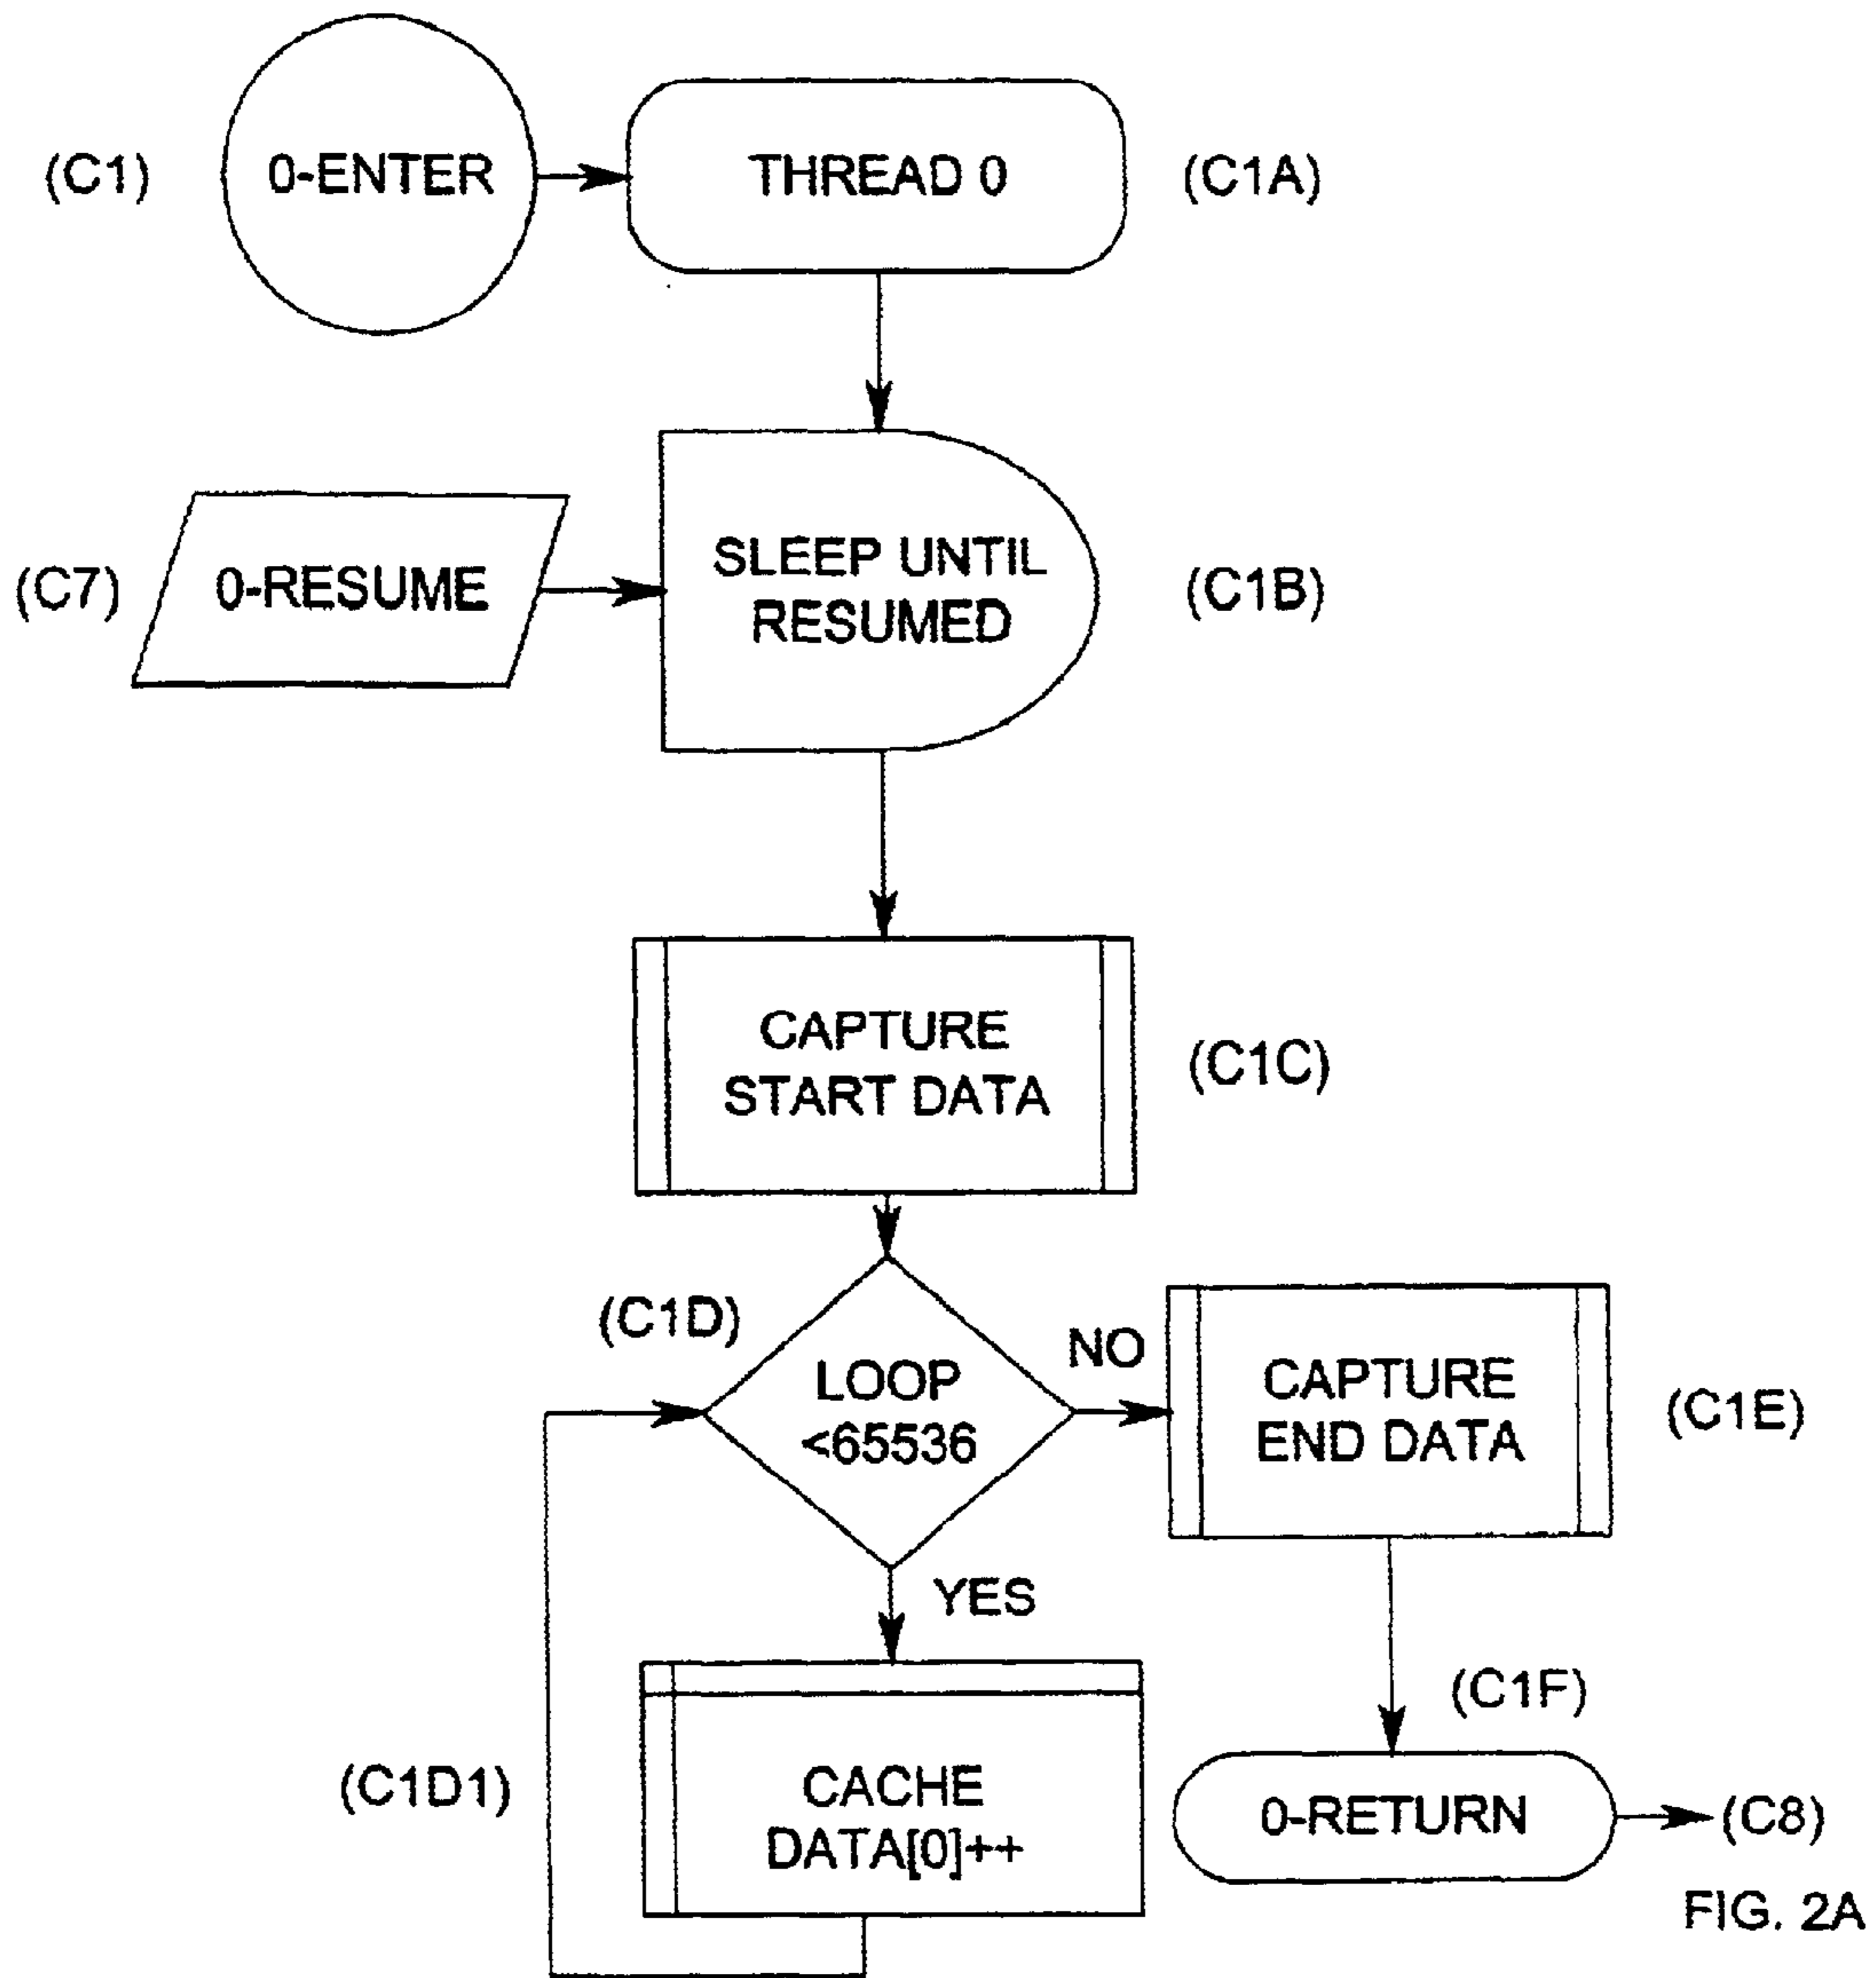 (C1)
0-ENTER
THREAD 0
(C1A)
(C7)
0-RESUME
SLEEP UNTIL
RESUMED
(C1B)
CAPTURE
START DATA
(C1C)
(C1D)
LOOP
<65536
NO
CAPTURE
END DATA
(C1E)
YES
(C1D1)
CACHE
DATA[0]++
(C1F)
0-RETURN
(C8)
FIG. 2A